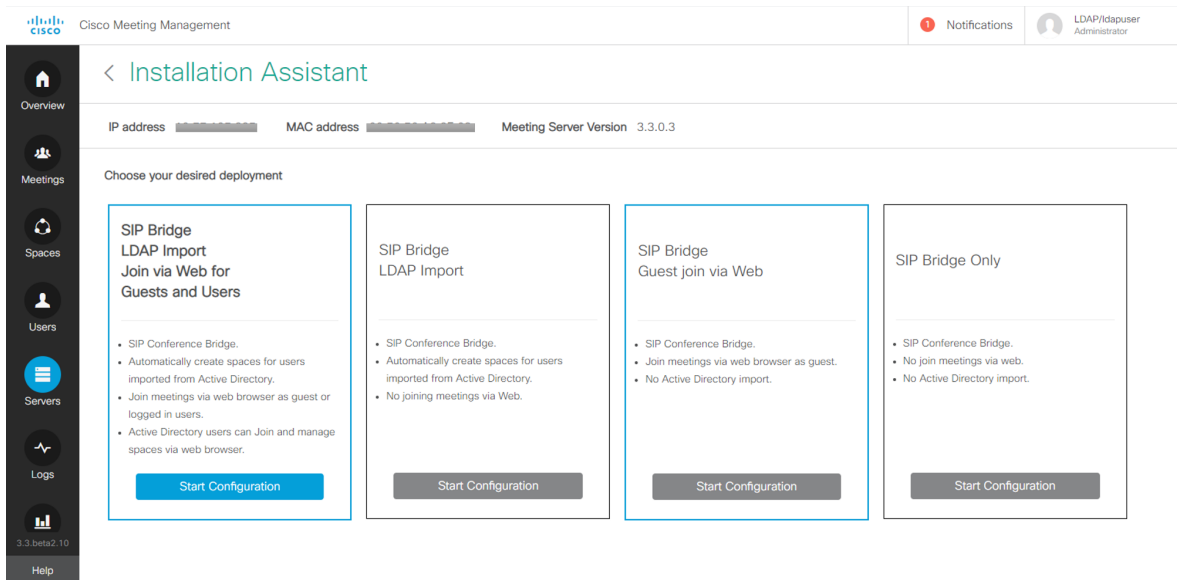 CISCO
Cisco Meeting Management
1 Notifications
LDAP/ldapuser
Administrator
Overview
Meetings
Spaces
Users
Servers
Logs
3.3.beta2.10
Help
Installation Assistant
IP address
MAC address
Meeting Server Version 3.3.0.3
Choose your desired deployment
SIP Bridge
LDAP Import
Join via Web for
Guests and Users
• SIP Conference Bridge.
• Automatically create spaces for users
imported from Active Directory.
• Join meetings via web browser as guest or
logged in users.
• Active Directory users can Join and manage
spaces via web browser.
Start Configuration
SIP Bridge
LDAP Import
• SIP Conference Bridge.
• Automatically create spaces for users
imported from Active Directory.
• No joining meetings via Web.
Start Configuration
SIP Bridge
Guest join via Web
• SIP Conference Bridge.
• Join meetings via web browser as guest.
• No Active Directory import.
Start Configuration
SIP Bridge Only
• SIP Conference Bridge.
• No join meetings via web.
• No Active Directory import.
Start Configuration